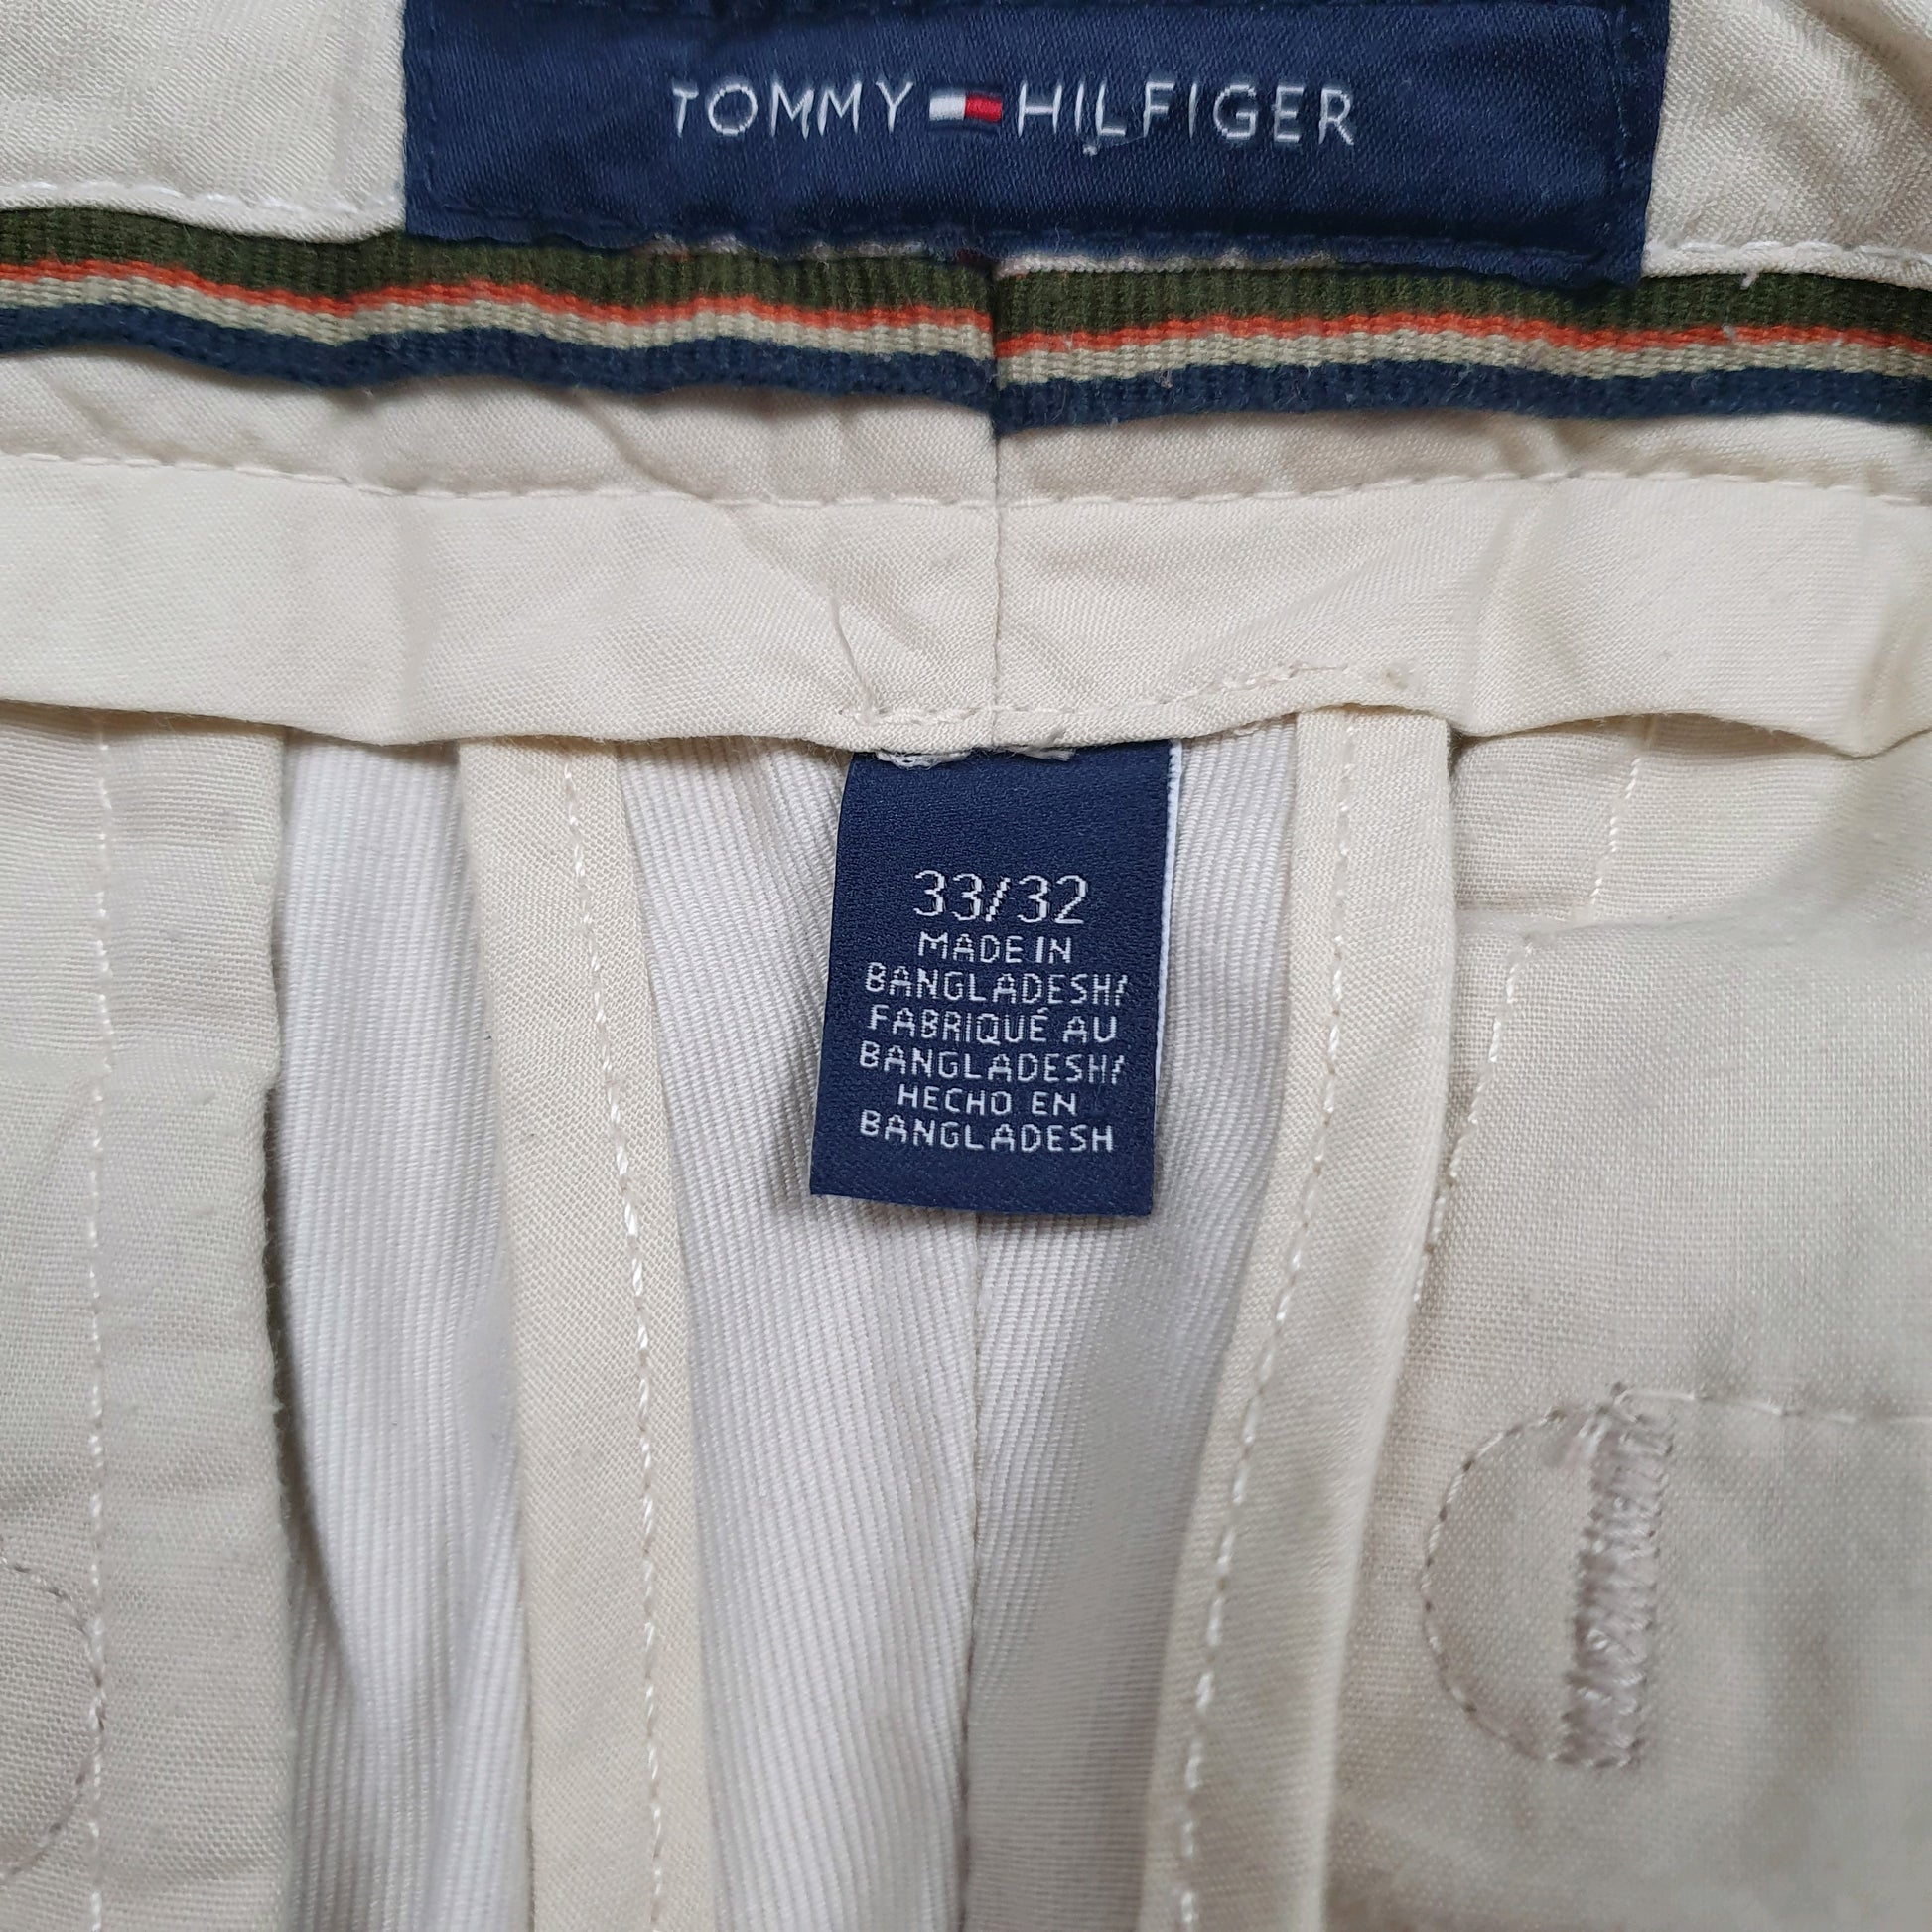 TOMMY HILFIGER
33/32
MADE IN
BANGLADESH/
FABRIQUÉ AU
BANGLADESH/
HECHO EN
BANGLADESH